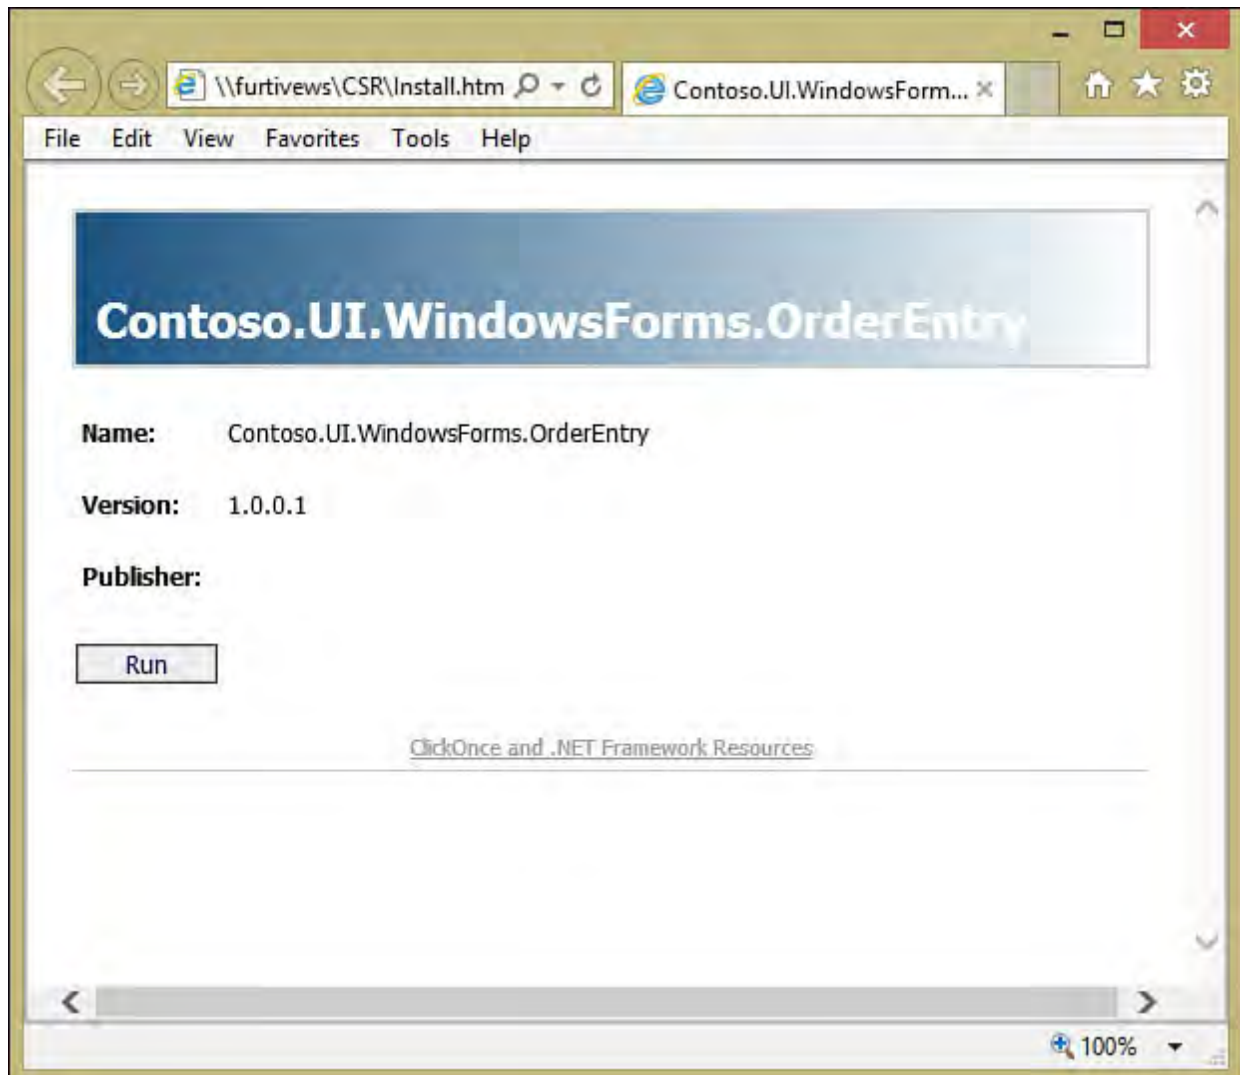 \\furtivews\CSR\Install.htm
Contoso.UI.WindowsForm...
File Edit View Favorites Tools Help
Contoso.UI.WindowsForms.OrderEntry
Name: Contoso.UI.WindowsForms.OrderEntry
Version: 1.0.0.1
Publisher:
Run
ClickOnce and .NET Framework Resources
100%